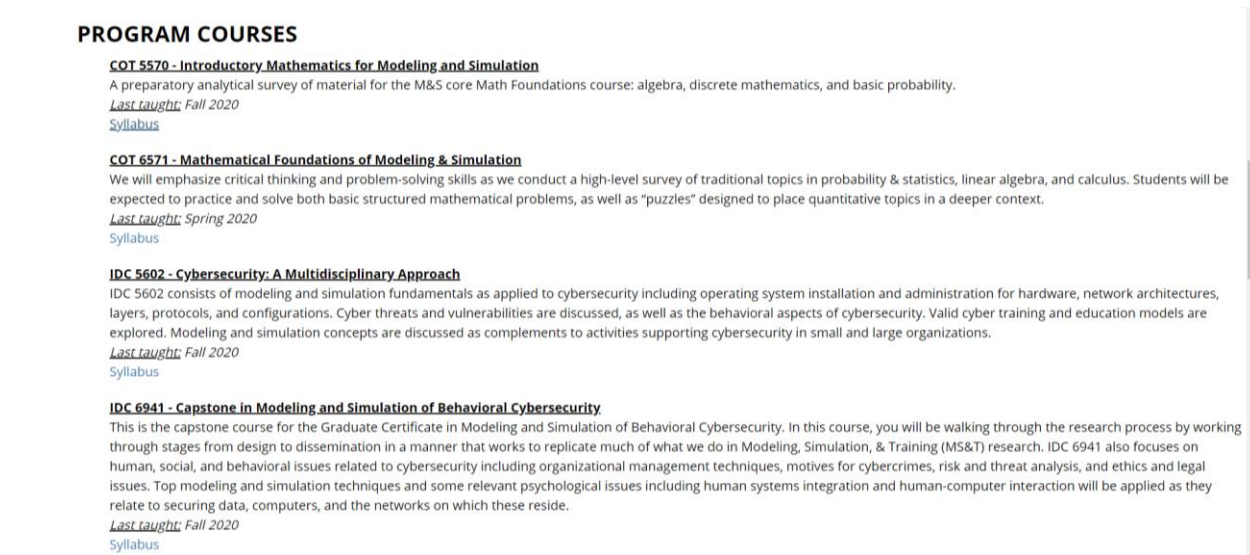 PROGRAM COURSES
COT 5570 - Introductory Mathematics for Modeling and Simulation
A preparatory analytical survey of material for the M&S core Math Foundations course: algebra, discrete mathematics, and basic probability.
Last taught: Fall 2020
Syllabus
COT 6571 - Mathematical Foundations of Modeling & Simulation
We will emphasize critical thinking and problem-solving skills as we conduct a high-level survey of traditional topics in probability & statistics, linear algebra, and calculus. Students will be
expected to practice and solve both basic structured mathematical problems, as well as “puzzles” designed to place quantitative topics in a deeper context.
Last taught: Spring 2020
Syllabus
IDC 5602 - Cybersecurity: A Multidisciplinary Approach
IDC 5602 consists of modeling and simulation fundamentals as applied to cybersecurity including operating system installation and administration for hardware, network architectures,
layers, protocols, and configurations. Cyber threats and vulnerabilities are discussed, as well as the behavioral aspects of cybersecurity. Valid cyber training and education models are
explored. Modeling and simulation concepts are discussed as complements to activities supporting cybersecurity in small and large organizations.
Last taught: Fall 2020
Syllabus
IDC 6941 - Capstone in Modeling and Simulation of Behavioral Cybersecurity
This is the capstone course for the Graduate Certificate in Modeling and Simulation of Behavioral Cybersecurity. In this course, you will be walking through the research process by working
through stages from design to dissemination in a manner that works to replicate much of what we do in Modeling, Simulation, & Training (MS&T) research. IDC 6941 also focuses on
human, social, and behavioral issues related to cybersecurity including organizational management techniques, motives for cybercrimes, risk and threat analysis, and ethics and legal
issues. Top modeling and simulation techniques and some relevant psychological issues including human systems integration and human-computer interaction will be applied as they
relate to securing data, computers, and the networks on which these reside.
Last taught: Fall 2020
Syllabus